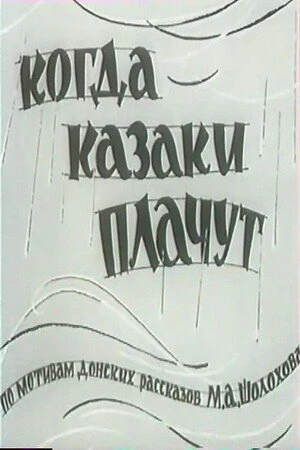 КОГДА
КАЗАКИ
ПЛАЧУТ
по мотивам донских рассказов М.А.Шолохова